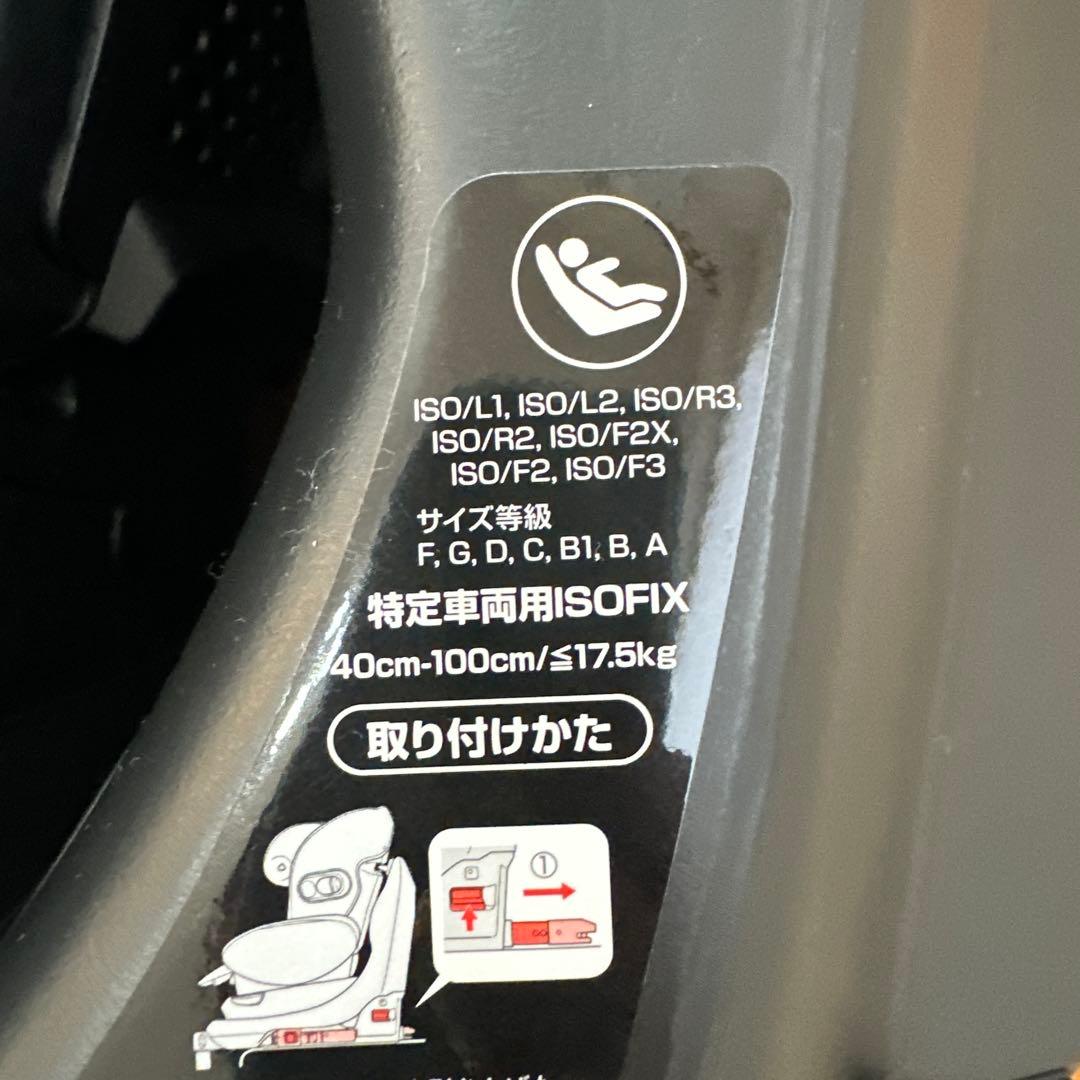 ISO/L1, ISO/L2, ISO/R3,
ISO/R2, ISO/F2X,
ISO/F2, ISO/F3
サイズ等級
F, G, D, C, B1, B, A
特定車両用ISOFIX
40cm-100cm/≦17.5kg
取り付けかた
①